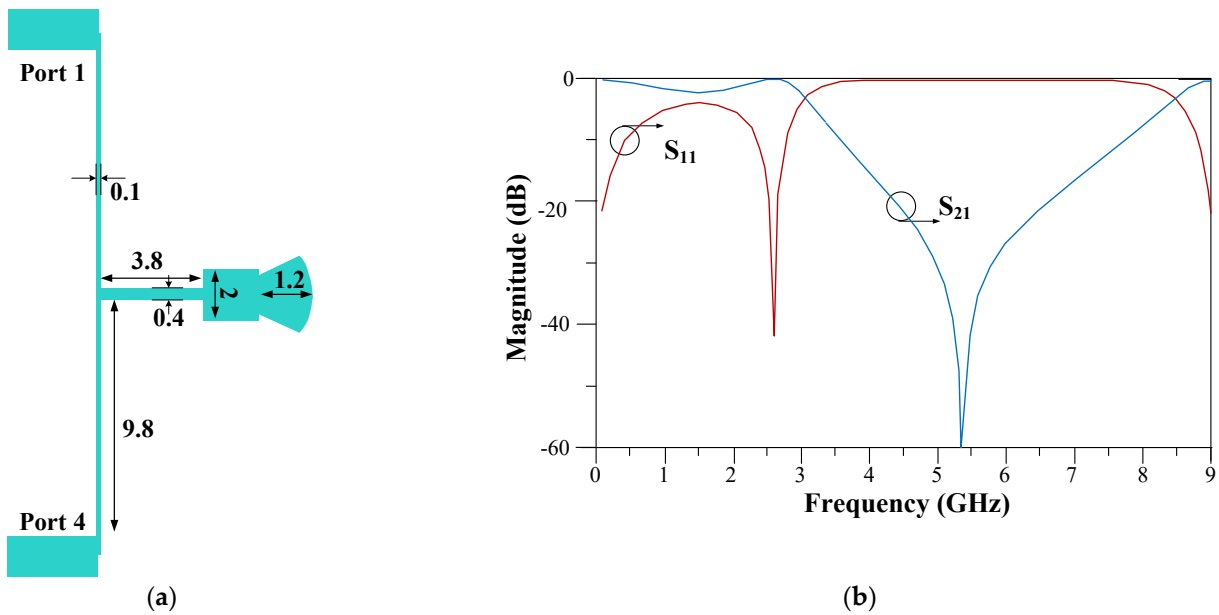 Port 1
0.1
3.8
2
1.2
0.4
9.8
Port 4
(a)
Magnitude (dB)
0
-20
-40
-60
S11
S21
0 1 2 3 4 5 6 7 8 9
Frequency (GHz)
(b)